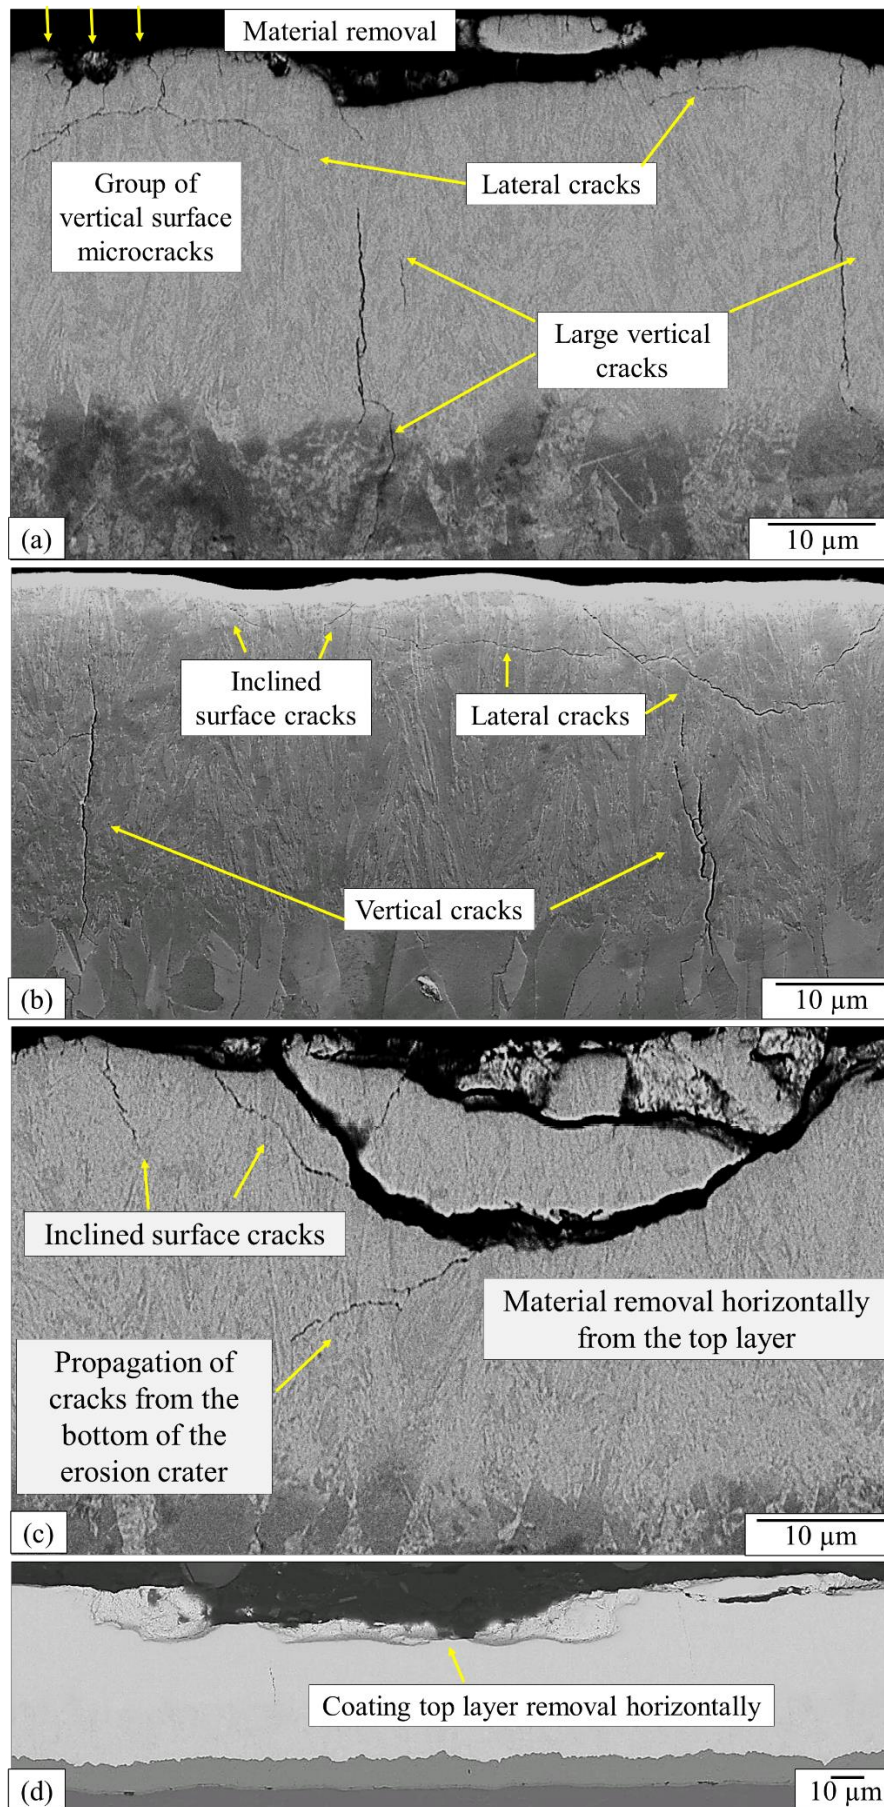 Material removal
Lateral cracks
Group of
vertical surface
microcracks
Large vertical
cracks
(a)
10 µm
Inclined
surface cracks
Lateral cracks
Vertical cracks
(b)
10 µm
Inclined surface cracks
Material removal horizontally
from the top layer
Propagation of
cracks from the
bottom of the
erosion crater
(c)
10 µm
Coating top layer removal horizontally
(d)
10 µm